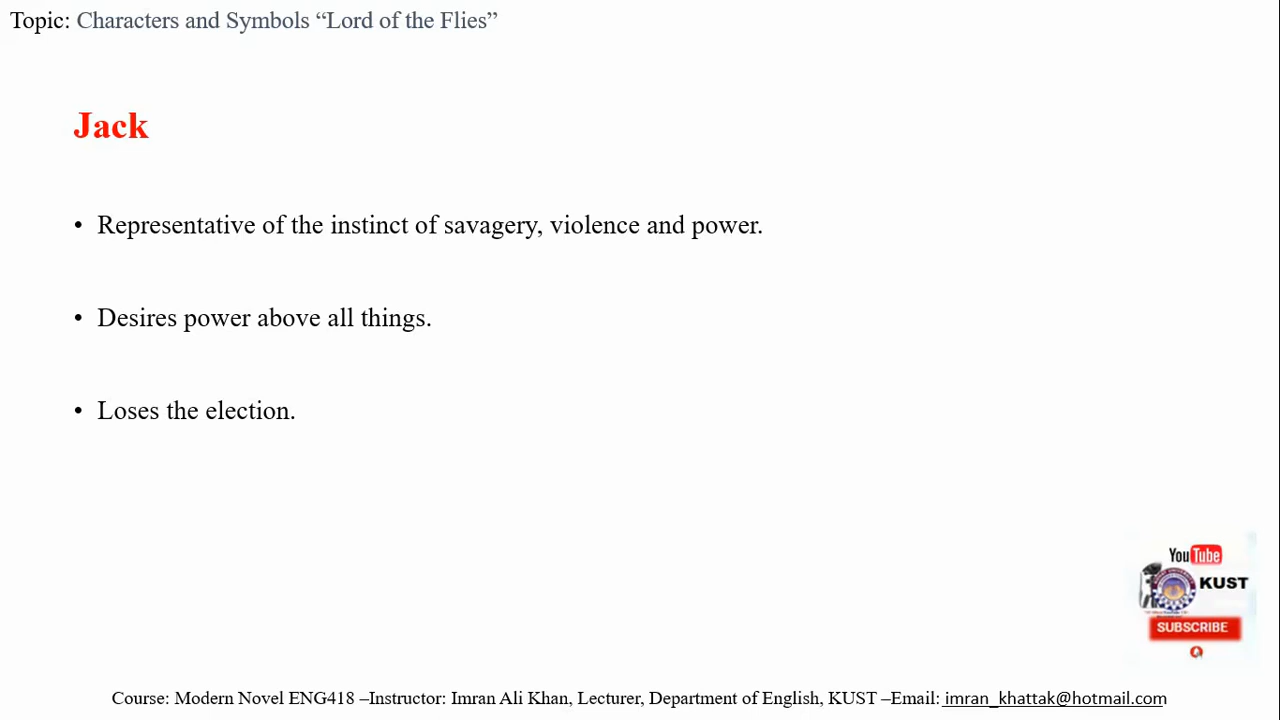 Topic: Characters and Symbols “Lord of the Flies”
Jack
• Representative of the instinct of savagery, violence and power.
• Desires power above all things.
• Loses the election.
YouTube
KUST
SUBSCRIBE
Course: Modern Novel ENG418 –Instructor: Imran Ali Khan, Lecturer, Department of English, KUST –Email: imran_khattak@hotmail.com